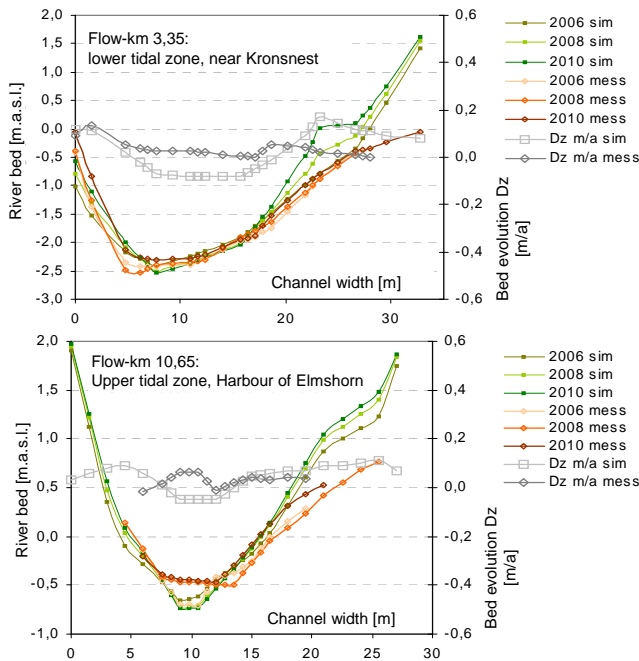 2,0
1,5
1,0
0,5
0,0
-0,5
-1,0
-1,5
-2,0
-2,5
-3,0
River bed [m.a.s.l.]
Flow-km 3,35:
lower tidal zone, near Kronsnest
Channel width [m]
0
10
20
30
0,6
0,4
0,2
0,0
-0,2
-0,4
-0,6
Bed evolution Dz
[m/a]
2006 sim
2008 sim
2010 sim
2006 mess
2008 mess
2010 mess
Dz m/a sim
Dz m/a mess
2,0
1,5
1,0
0,5
0,0
-0,5
-1,0
River bed [m.a.s.l.]
Flow-km 10,65:
Upper tidal zone, Harbour of Elmshorn
Channel width [m]
0
5
10
15
20
25
30
0,6
0,4
0,2
0,0
-0,2
-0,4
-0,6
Bed evolution Dz
[m/a]
2006 sim
2008 sim
2010 sim
2006 mess
2008 mess
2010 mess
Dz m/a sim
Dz m/a mess